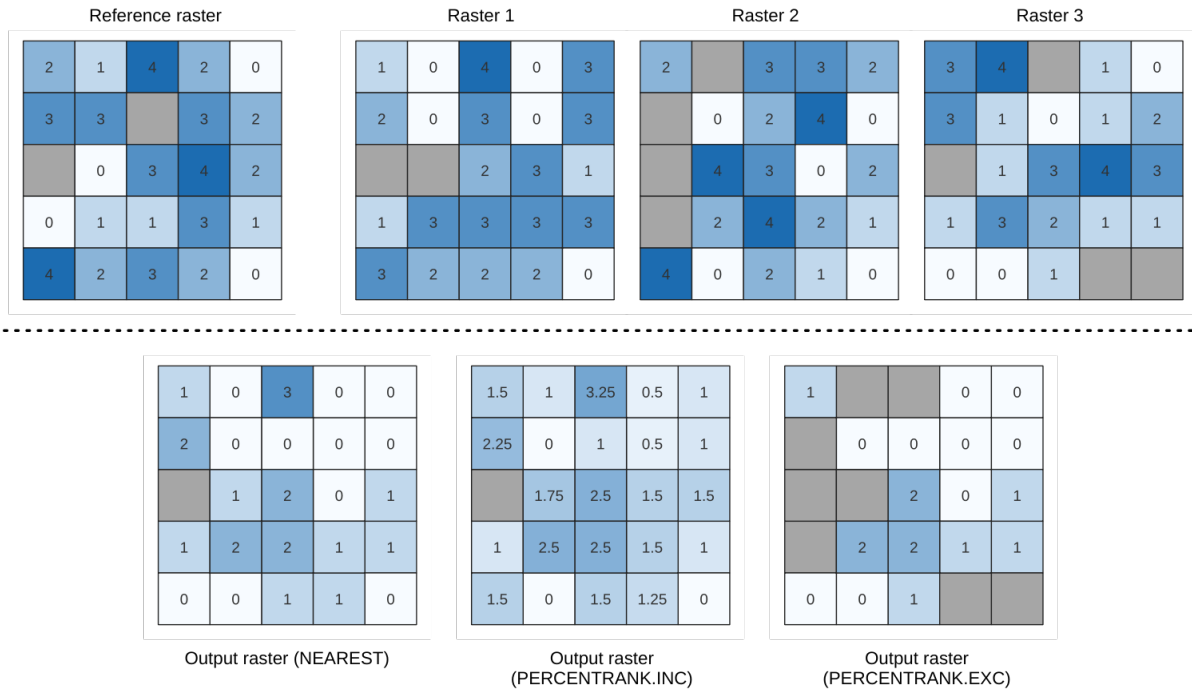 Reference raster Raster 1 Raster 2 Raster 3
2 1 4 2 0 1 0 4 0 3 2 3 3 2 3 4 1 0
3 3 3 2 2 0 3 0 3 0 2 4 0 3 1 0 1 2
0 3 4 2 2 3 1 4 3 0 2 1 3 4 3
0 1 1 3 1 1 3 3 3 3 2 4 2 1 1 3 2 1 1
4 2 3 2 0 3 2 2 2 0 4 0 2 1 0 0 0 1
1 0 3 0 0 1.5 1 3.25 0.5 1 1 0 0
2 0 0 0 0 2.25 0 1 0.5 1 0 0 0 0
1 2 0 1 1.75 2.5 1.5 1.5 2 0 1
1 2 2 1 1 1 2.5 2.5 1.5 1 2 2 1 1
0 0 1 1 0 1.5 0 1.5 1.25 0 0 0 1
Output raster (NEAREST) Output raster Output raster
(PERCENTRANK.INC) (PERCENTRANK.EXC)